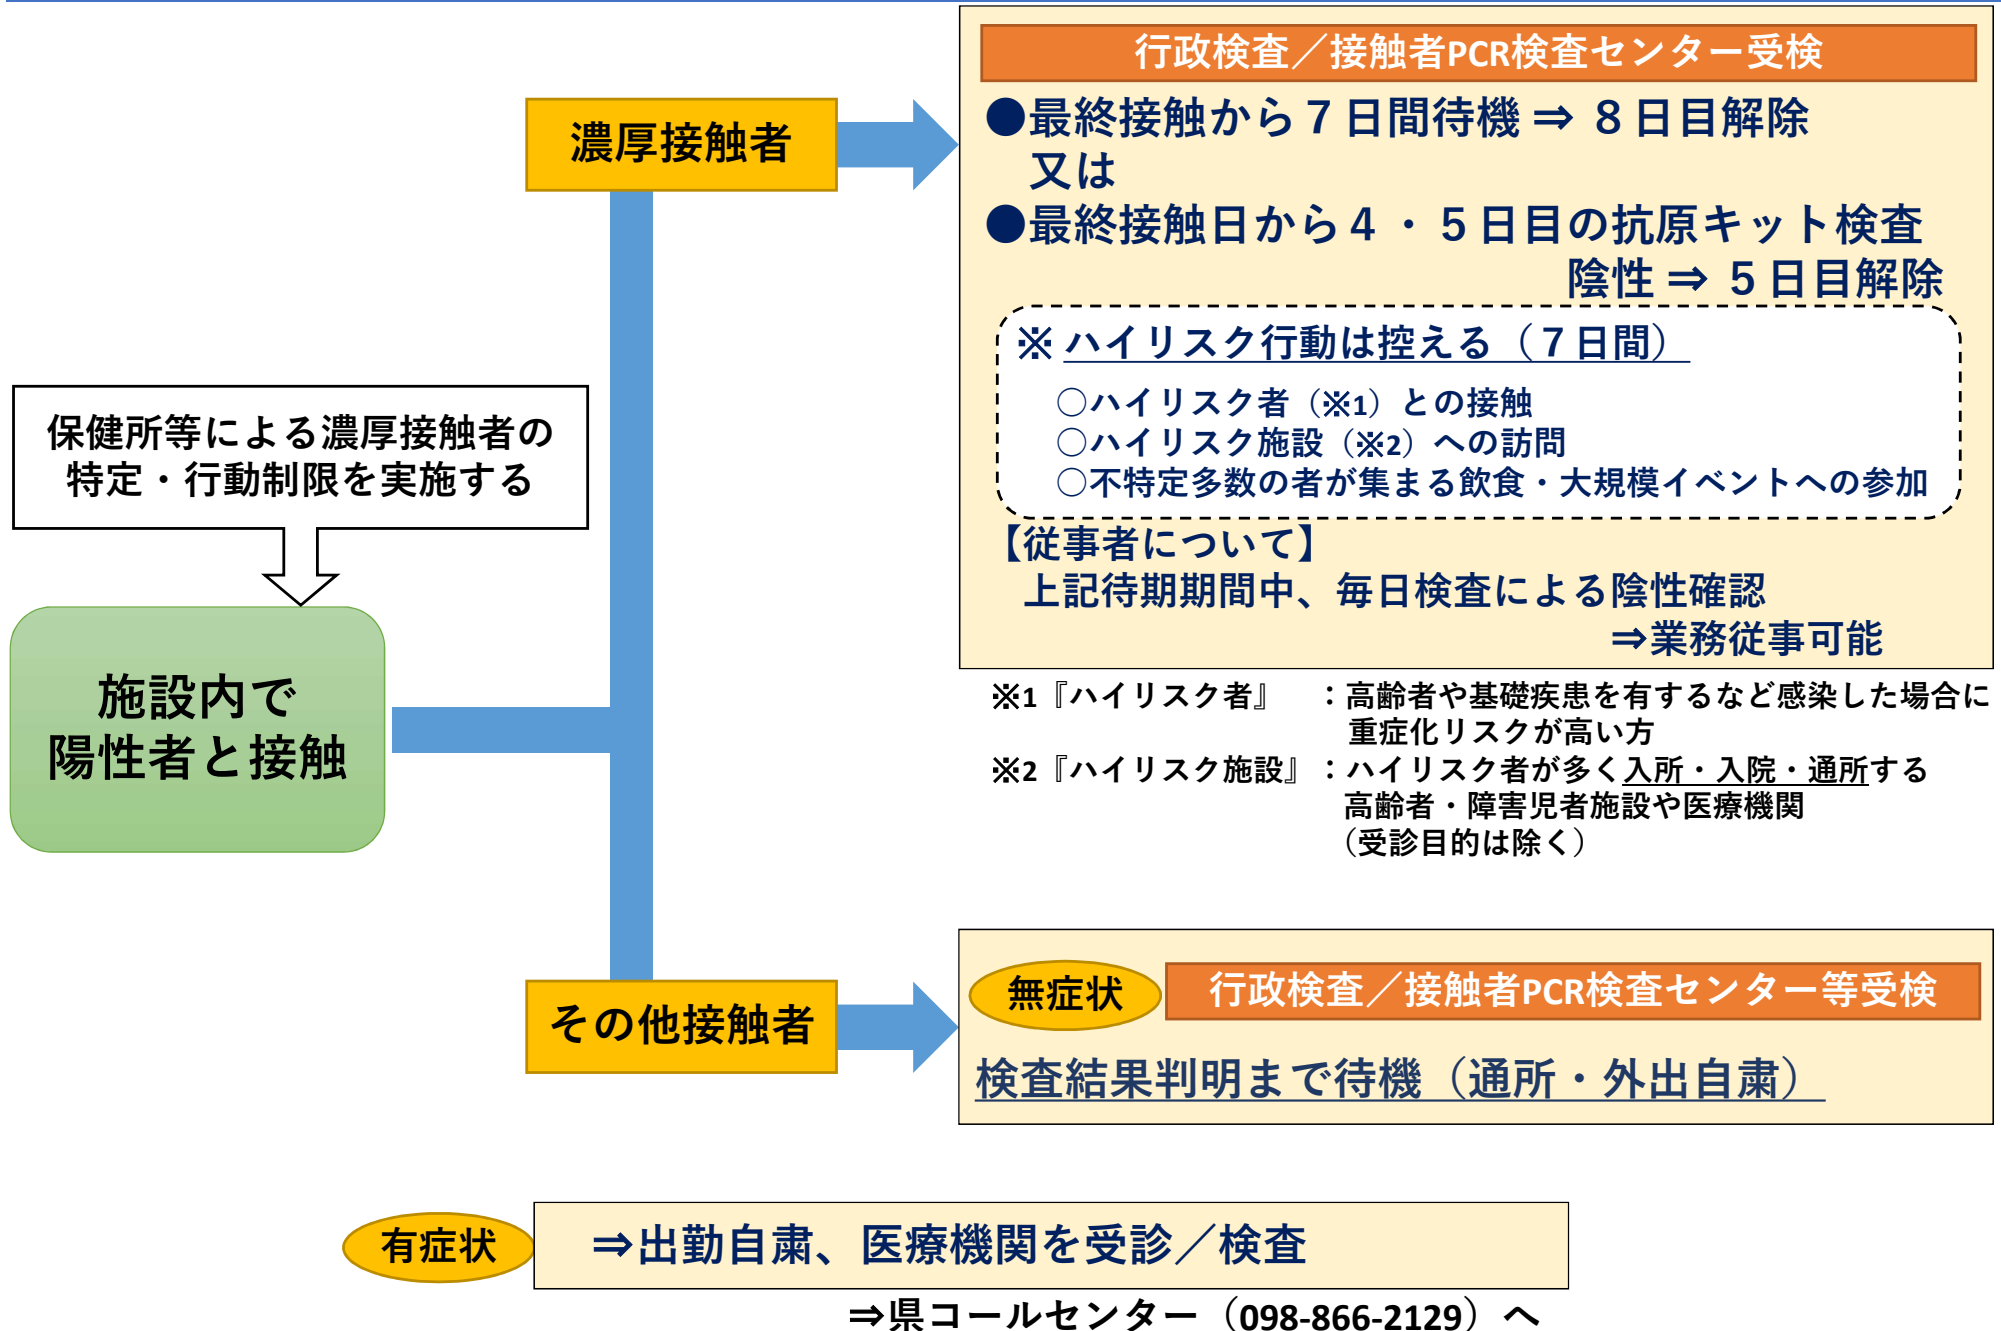 保健所等による濃厚接触者の
特定・行動制限を実施する
施設内で
陽性者と接触
濃厚接触者
行政検査／接触者PCR検査センター受検
●最終接触から７日間待機 ⇒ ８日目解除
又は
●最終接触日から４・５日目の抗原キット検査
陰性 ⇒ ５日目解除
※ ハイリスク行動は控える（７日間）
○ハイリスク者（※1）との接触
○ハイリスク施設（※2）への訪問
○不特定多数の者が集まる飲食・大規模イベントへの参加
【従事者について】
上記待期期間中、毎日検査による陰性確認
⇒業務従事可能
※1『ハイリスク者』　：高齢者や基礎疾患を有するなど感染した場合に
重症化リスクが高い方
※2『ハイリスク施設』：ハイリスク者が多く入所・入院・通所する
高齢者・障害児者施設や医療機関
（受診目的は除く）
その他接触者
無症状
行政検査／接触者PCR検査センター等受検
検査結果判明まで待機（通所・外出自粛）
有症状
⇒出勤自粛、医療機関を受診／検査
⇒県コールセンター（098-866-2129）へ